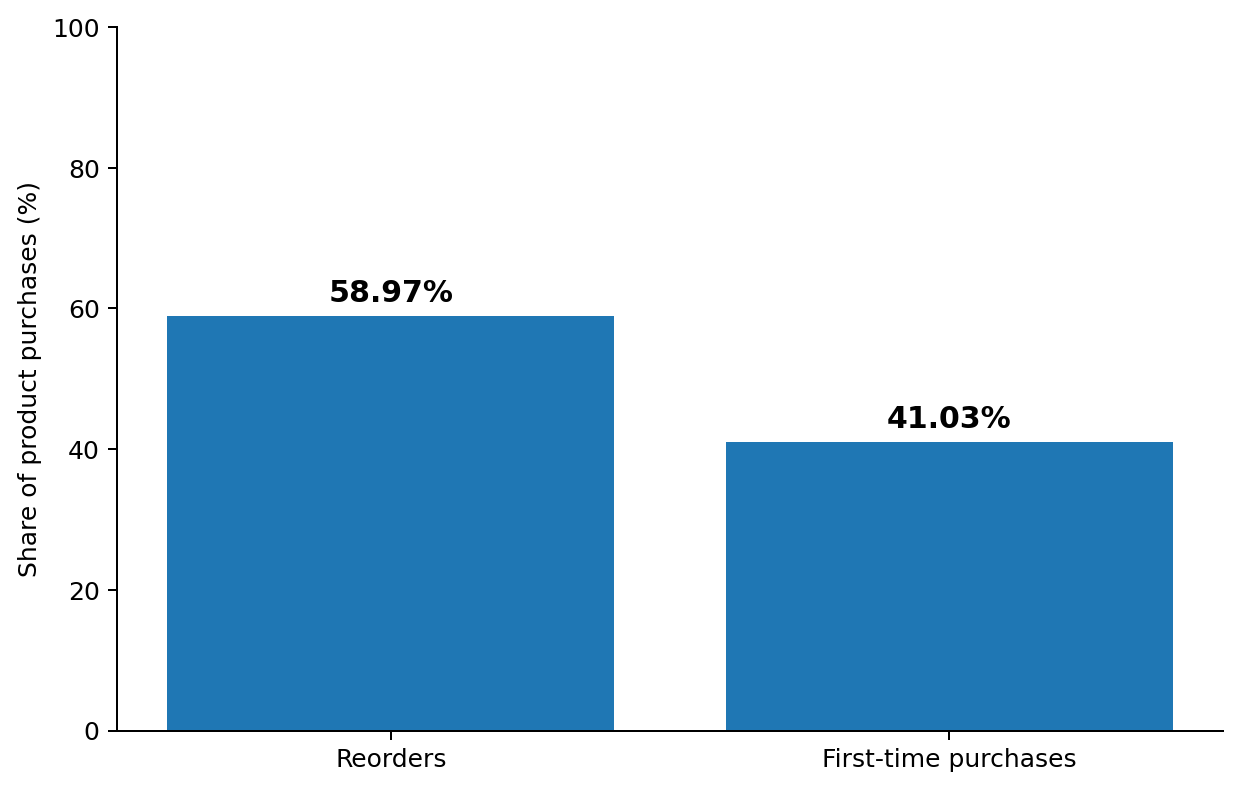 Share of product purchases (%)
100
80
60
40
20
0
58.97%
41.03%
Reorders
First-time purchases